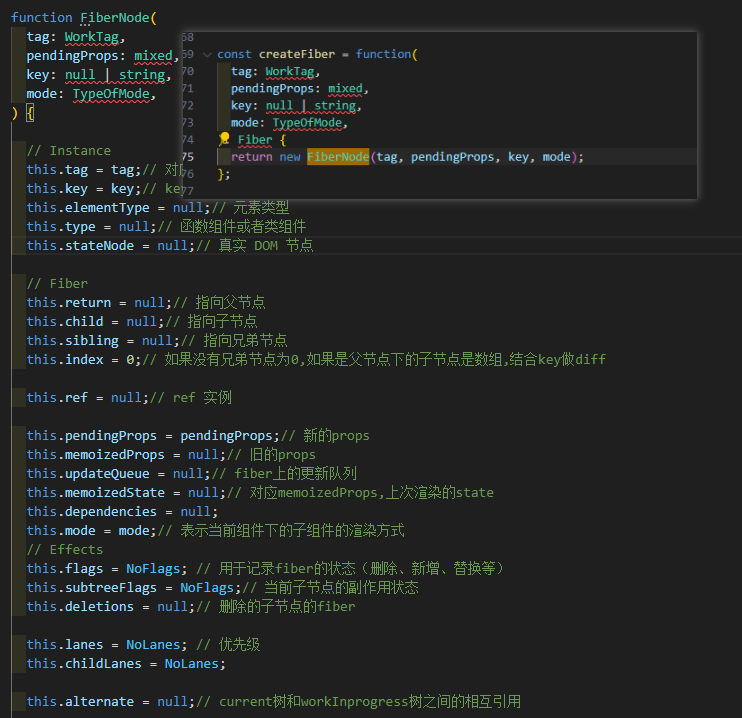 function FiberNode(
tag: WorkTag,
pendingProps: mixed,
key: null | string,
mode: TypeOfMode,
) {
// Instance
this.tag = tag;// 对
this.key = key;// ke
this.elementType = null;// 元素类型
this.type = null;// 函数组件或者类组件
this.stateNode = null;// 真实 DOM 节点
// Fiber
this.return = null;// 指向父节点
this.child = null;// 指向子节点
this.sibling = null;// 指向兄弟节点
this.index = 0;// 如果没有兄弟节点为0,如果是父节点下的子节点是数组,结合key做diff
this.ref = null;// ref 实例
this.pendingProps = pendingProps;// 新的props
this.memoizedProps = null;// 旧的props
this.updateQueue = null;// fiber上的更新队列
this.memoizedState = null;// 对应memoizedProps,上次渲染的state
this.dependencies = null;
this.mode = mode;// 表示当前组件下的子组件的渲染方式
// Effects
this.flags = NoFlags; // 用于记录fiber的状态（删除、新增、替换等）
this.subtreeFlags = NoFlags;// 当前子节点的副作用状态
this.deletions = null;// 删除的子节点的fiber
this.lanes = NoLanes; // 优先级
this.childLanes = NoLanes;
this.alternate = null;// current树和workInprogress树之间的相互引用
68
69 const createFiber = function(
70 tag: WorkTag,
71 pendingProps: mixed,
72 key: null | string,
73 mode: TypeOfMode,
74 Fiber {
75 return new FiberNode(tag, pendingProps, key, mode);
76 };
77